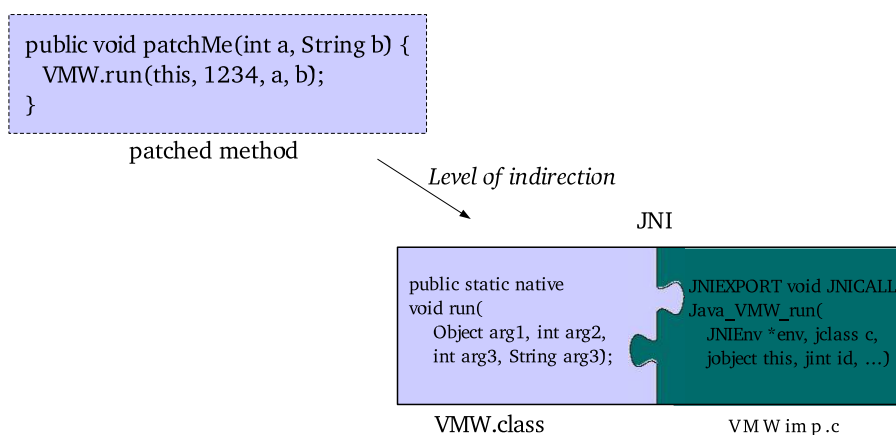 public void patchMe(int a, String b) {
VMW.run(this, 1234, a, b);
}
patched method
Level of indirection
JNI
public static native
void run(
Object arg1, int arg2,
int arg3, String arg3);
JNIEXPORT void JNICALL
Java_VMW_run(
JNIEnv *env, jclass c,
jobject this, jint id, ...)
VMW.class
VMWimp.c